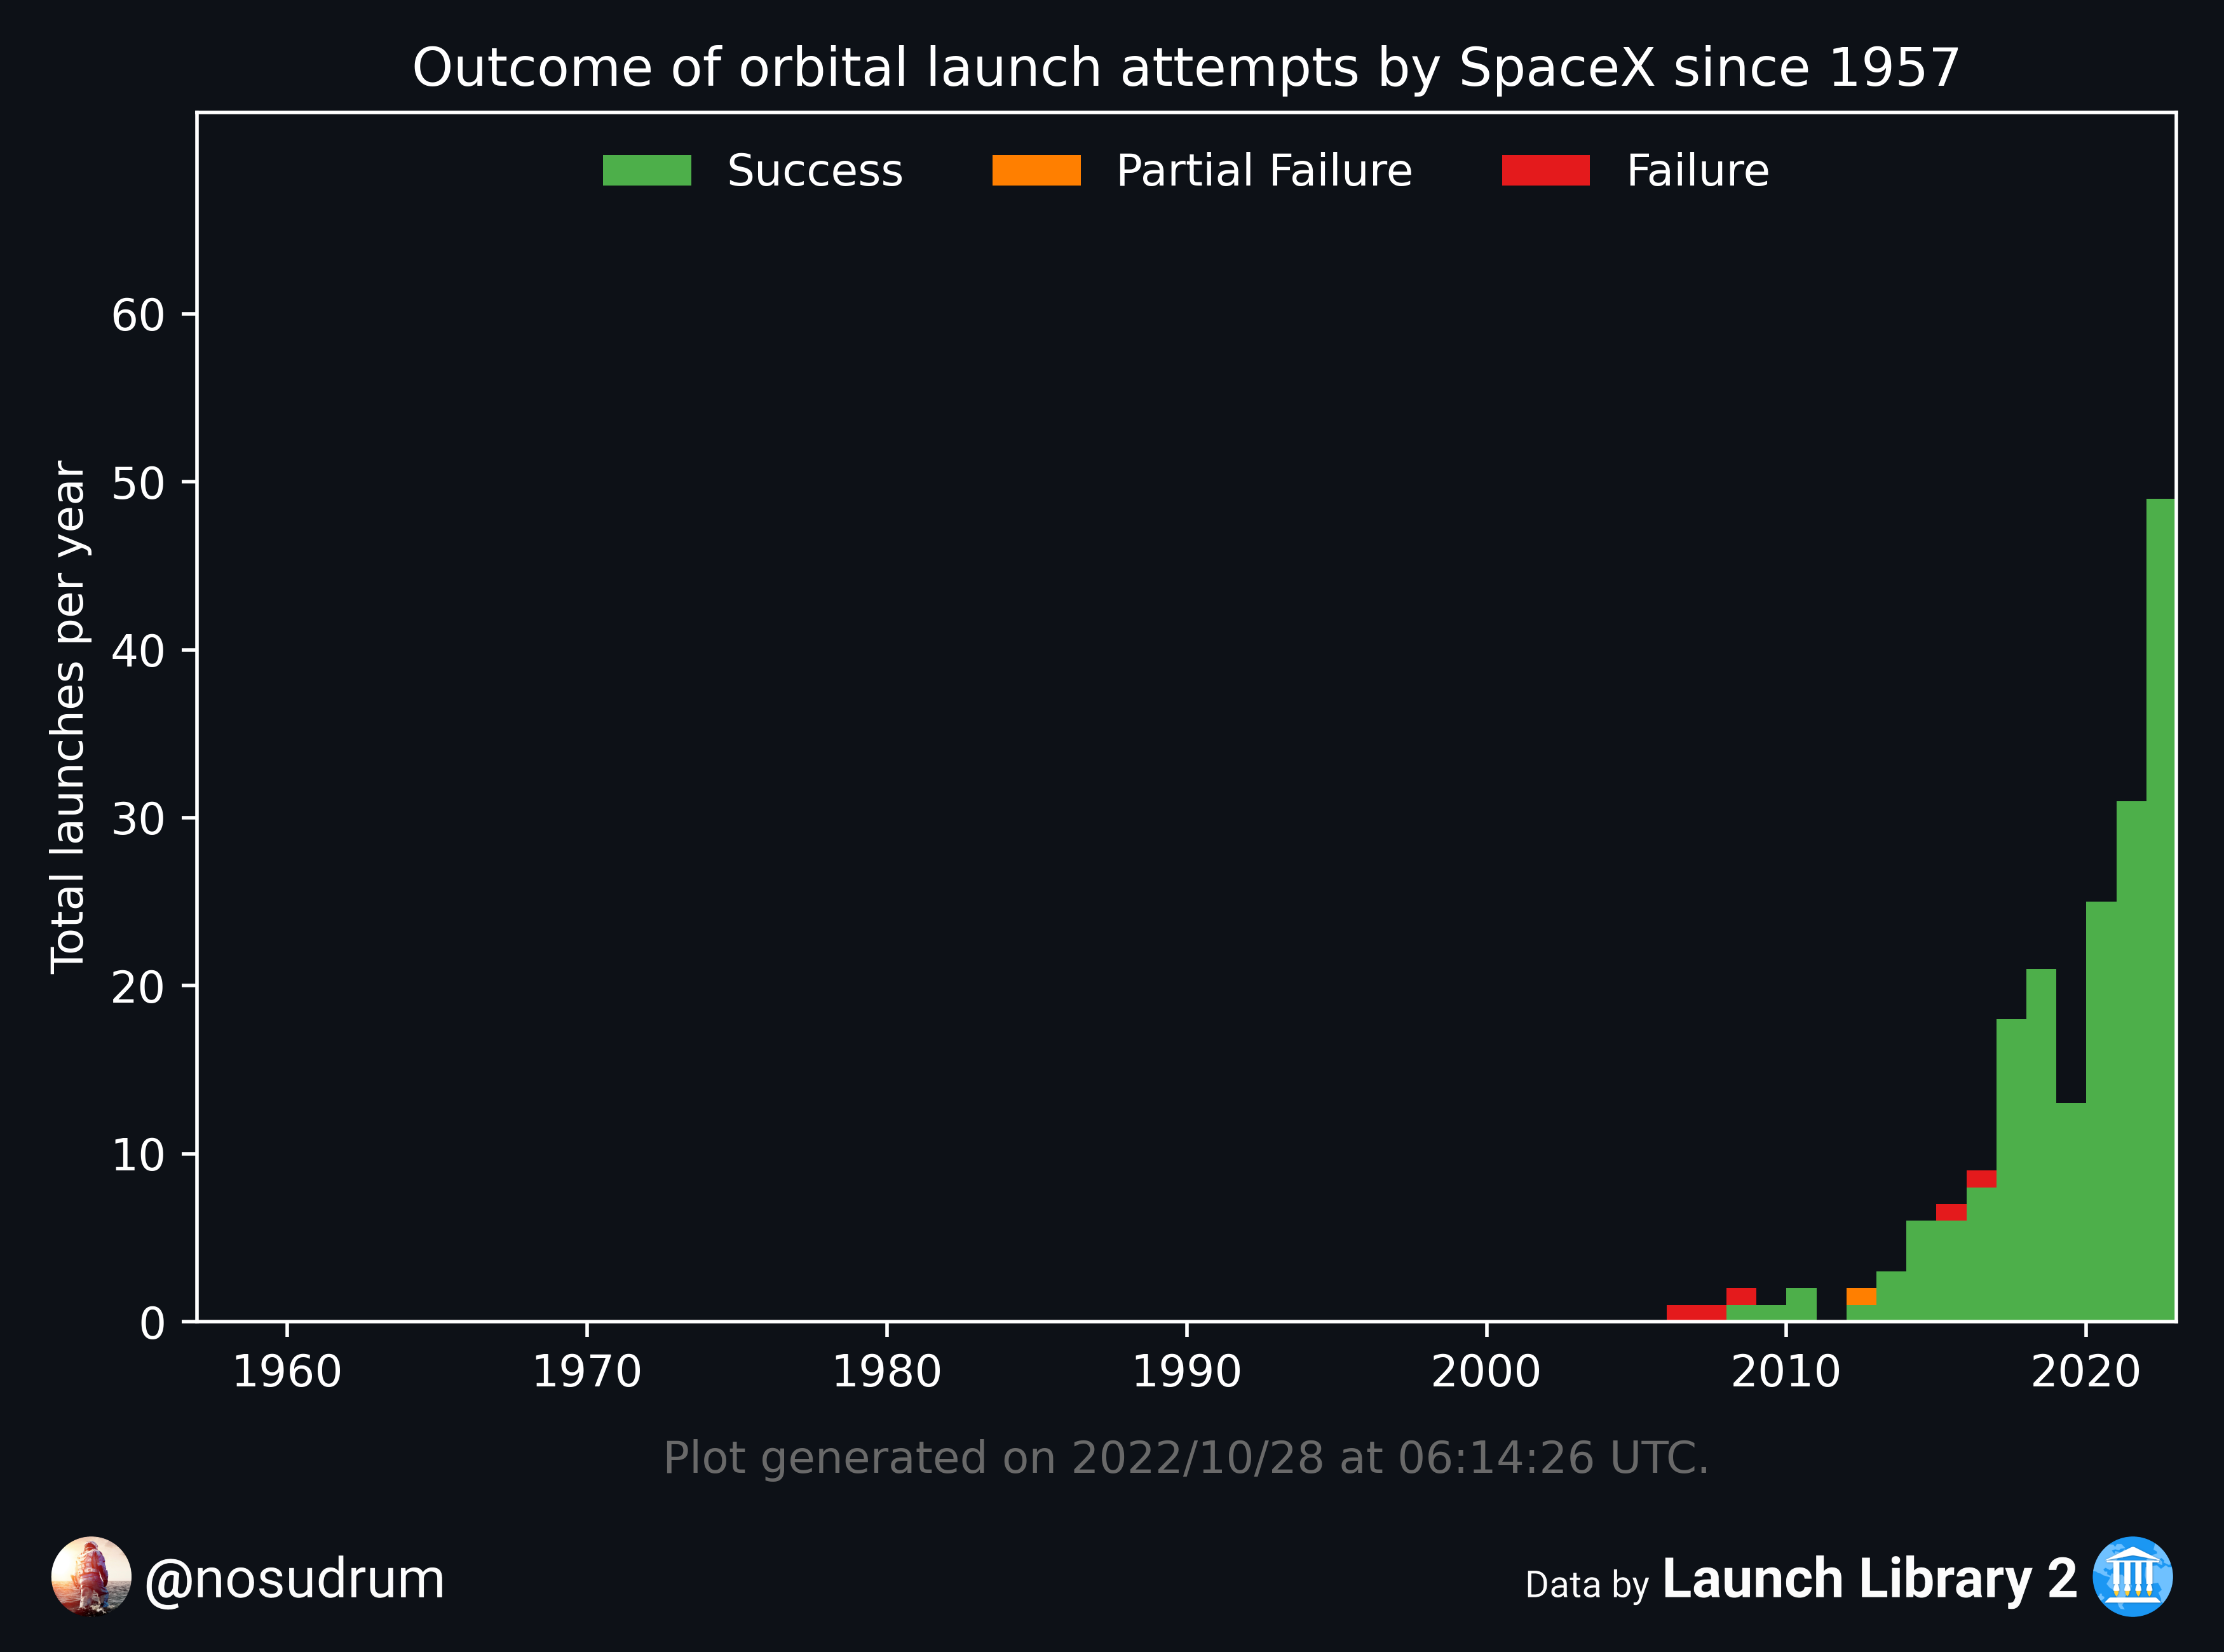 Outcome of orbital launch attempts by SpaceX since 1957
Success Partial Failure Failure
Total launches per year
60
50
40
30
20
10
0
1960 1970 1980 1990 2000 2010 2020
Plot generated on 2022/10/28 at 06:14:26 UTC.
@nosudrum
Data by Launch Library 2